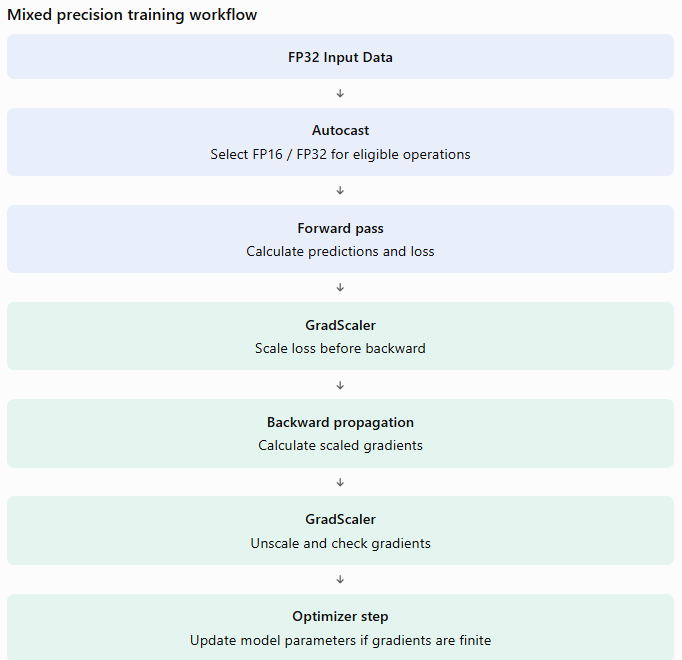 Mixed precision training workflow
FP32 Input Data
↓
Autocast
Select FP16 / FP32 for eligible operations
↓
Forward pass
Calculate predictions and loss
↓
GradScaler
Scale loss before backward
↓
Backward propagation
Calculate scaled gradients
↓
GradScaler
Unscale and check gradients
↓
Optimizer step
Update model parameters if gradients are finite